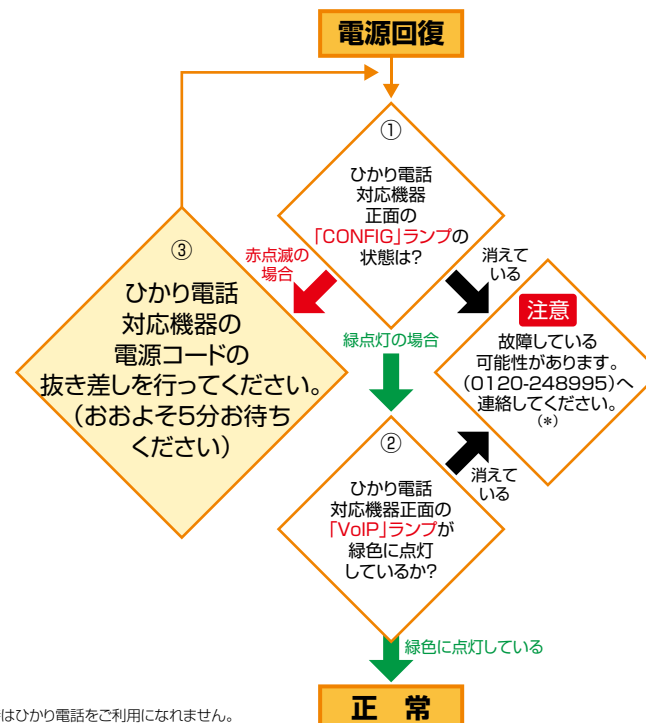 電源回復
①
ひかり電話
対応機器
正面の
「CONFIG」ランプの
状態は?
赤点滅の
場合
消えて
いる
③
ひかり電話
対応機器の
電源コードの
抜き差しを行ってください。
(おおよそ5分お待ち
ください)
緑点灯の場合
注意
故障している
可能性があります。
(0120-248995)へ
連絡してください。
(*)
②
ひかり電話
対応機器正面の
「VoIP」ランプが
緑色に点灯
しているか?
消えて
いる
緑色に点灯している
正 常
はひかり電話をご利用になれません。